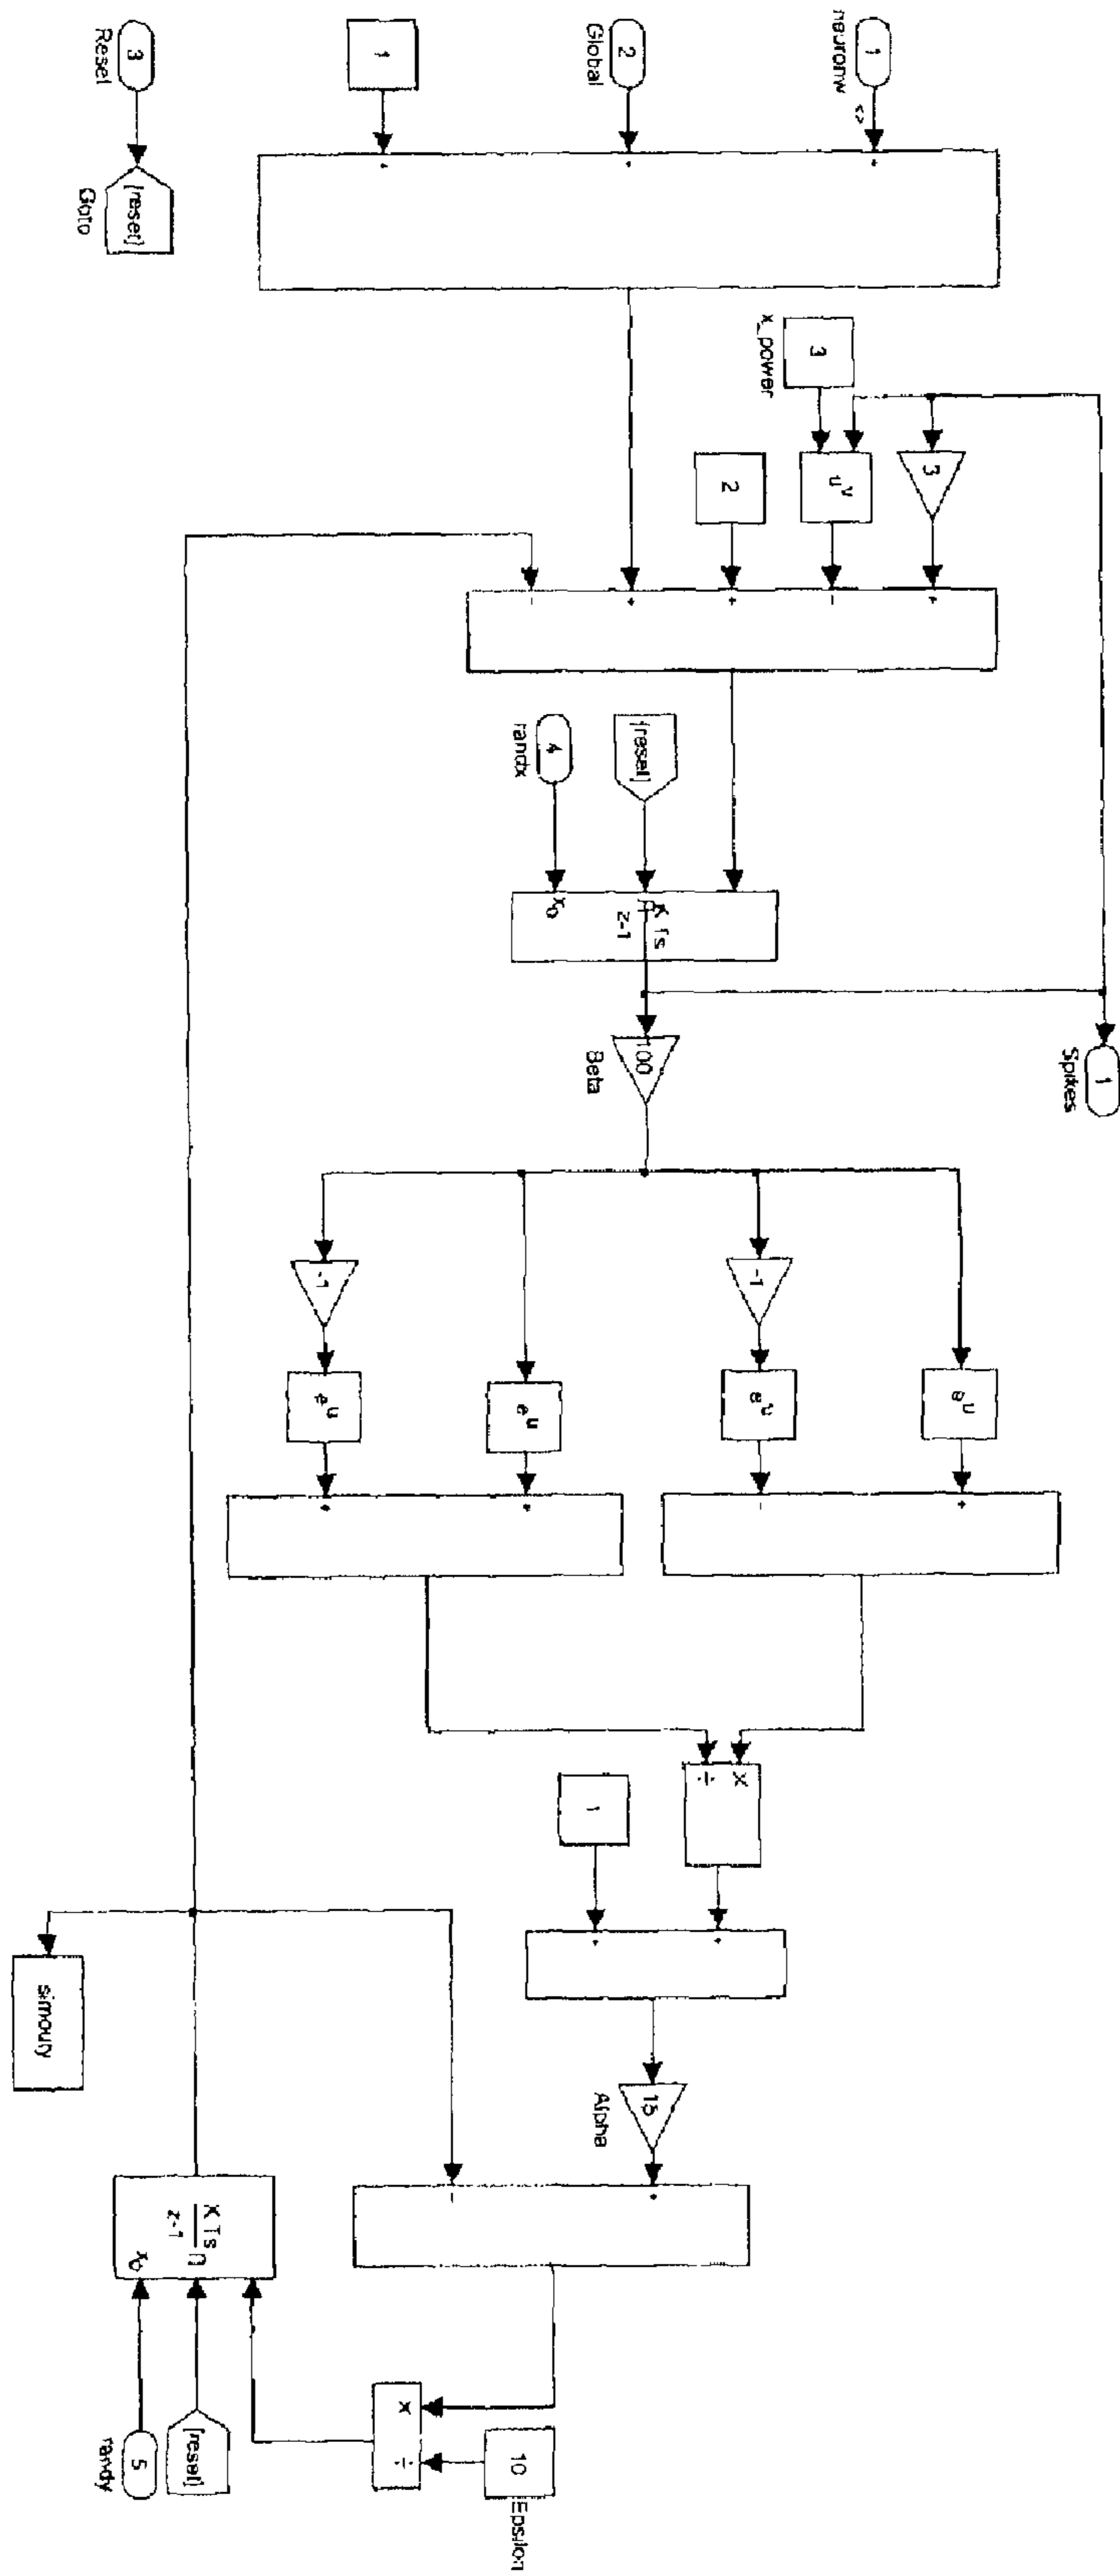 1
neuronw
<>
2
Global
1
3
Reset
[reset]
Goto
+
+
+
3
x_power
3
u^v
2
+
-
+
+
-
[reset]
4
randx
K Ts
z-1
x0
1
Spikes
100
Beta
-1
-1
e^u
e^u
e^u
e^u
+
-
+
+
×
÷
1
+
+
15
Alpha
+
-
simouty
K Ts
z-1
x0
×
÷
10
Epsilon
[reset]
5
randy